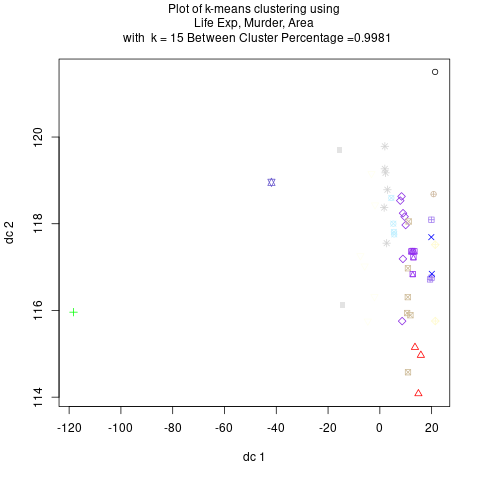 Plot of k-means clustering using
Life Exp, Murder, Area
with k = 15 Between Cluster Percentage =0.9981
dc 2
120
118
116
114
-120 -100 -80 -60 -40 -20 0 20
dc 1